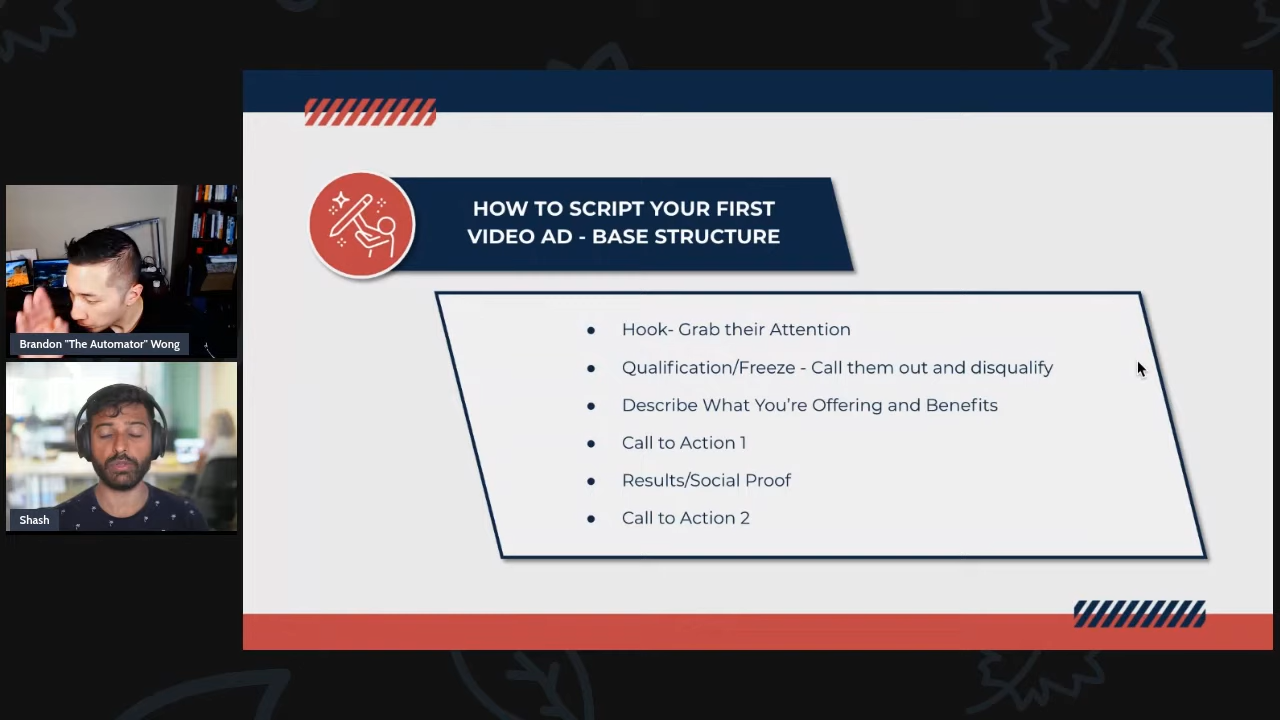 HOW TO SCRIPT YOUR FIRST
VIDEO AD - BASE STRUCTURE
Hook- Grab their Attention
Qualification/Freeze - Call them out and disqualify
Describe What You’re Offering and Benefits
Call to Action 1
Results/Social Proof
Call to Action 2
Brandon "The Automator" Wong
Shash